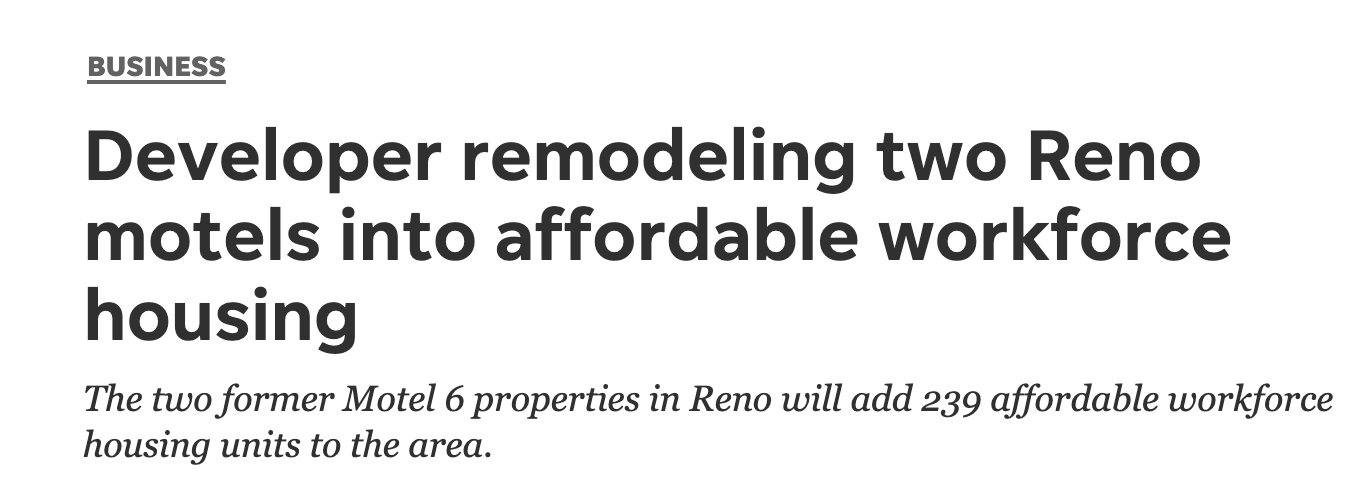 BUSINESS
Developer remodeling two Reno
motels into affordable workforce
housing
The two former Motel 6 properties in Reno will add 239 affordable workforce
housing units to the area.